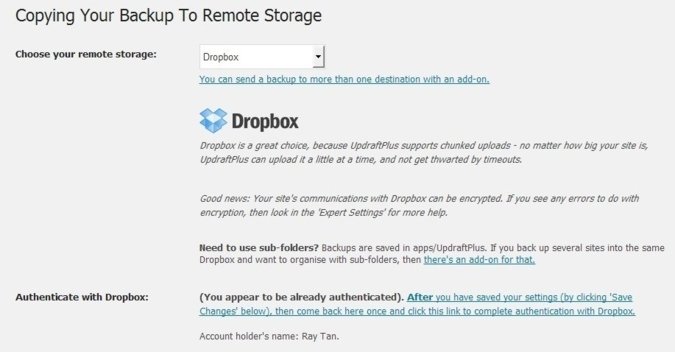 Copying Your Backup To Remote Storage
Choose your remote storage:
Dropbox
You can send a backup to more than one destination with an add-on.
Dropbox
Dropbox is a great choice, because UpdraftPlus supports chunked uploads - no matter how big your site is,
UpdraftPlus can upload it a little at a time, and not get thwarted by timeouts.
Good news: Your site's communications with Dropbox can be encrypted. If you see any errors to do with
encryption, then look in the 'Expert Settings' for more help.
Need to use sub-folders? Backups are saved in apps/UpdraftPlus. If you back up several sites into the same
Dropbox and want to organise with sub-folders, then there's an add-on for that.
Authenticate with Dropbox:
(You appear to be already authenticated). After you have saved your settings (by clicking 'Save
Changes' below), then come back here once and click this link to complete authentication with Dropbox.
Account holder's name: Ray Tan.